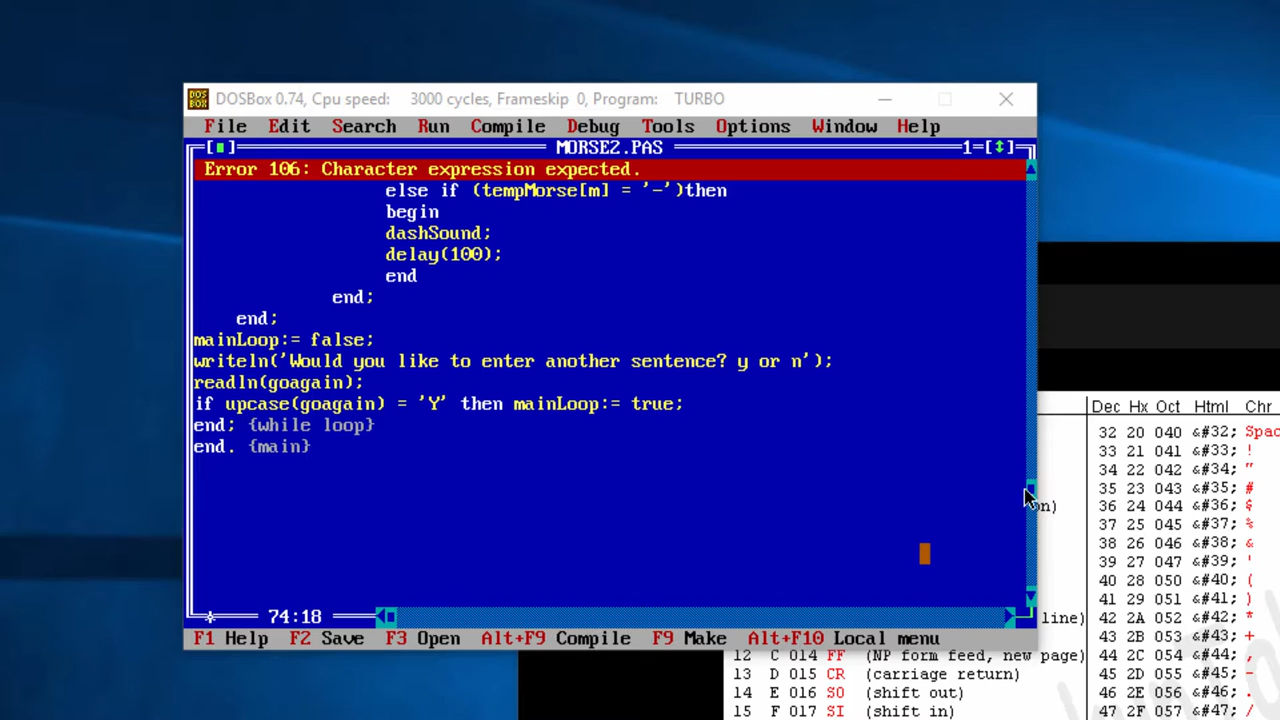 DOSBox 0.74, Cpu speed: 3000 cycles, Frameskip 0, Program: TURBO
File Edit Search Run Compile Debug Tools Options Window Help
[■] MORSE2.PAS 1=[↕]
Error 106: Character expression expected.
else if (tempMorse[m] = '-')then
begin
dashSound;
delay(100);
end
end;
end;
mainLoop:= false;
writeln('Would you like to enter another sentence? y or n');
readln(goagain);
if upcase(goagain) = 'Y' then mainLoop:= true;
end; {while loop}
end. {main}
* 74:18
F1 Help F2 Save F3 Open Alt+F9 Compile F9 Make Alt+F10 Local menu
Dec Hx Oct Html Chr
32 20 040 &#32; Spac
33 21 041 &#33; !
34 22 042 &#34; "
35 23 043 &#35; #
on) 36 24 044 &#36; $
37 25 045 &#37; %
38 26 046 &#38; &
39 27 047 &#39; '
40 28 050 &#40; (
41 29 051 &#41; )
line) 42 2A 052 &#42; *
43 2B 053 &#43; +
12 C 014 FF (NP form feed, new page) 44 2C 054 &#44; ,
13 D 015 CR (carriage return) 45 2D 055 &#45; -
14 E 016 SO (shift out) 46 2E 056 &#46; .
15 F 017 SI (shift in) 47 2F 057 &#47; /